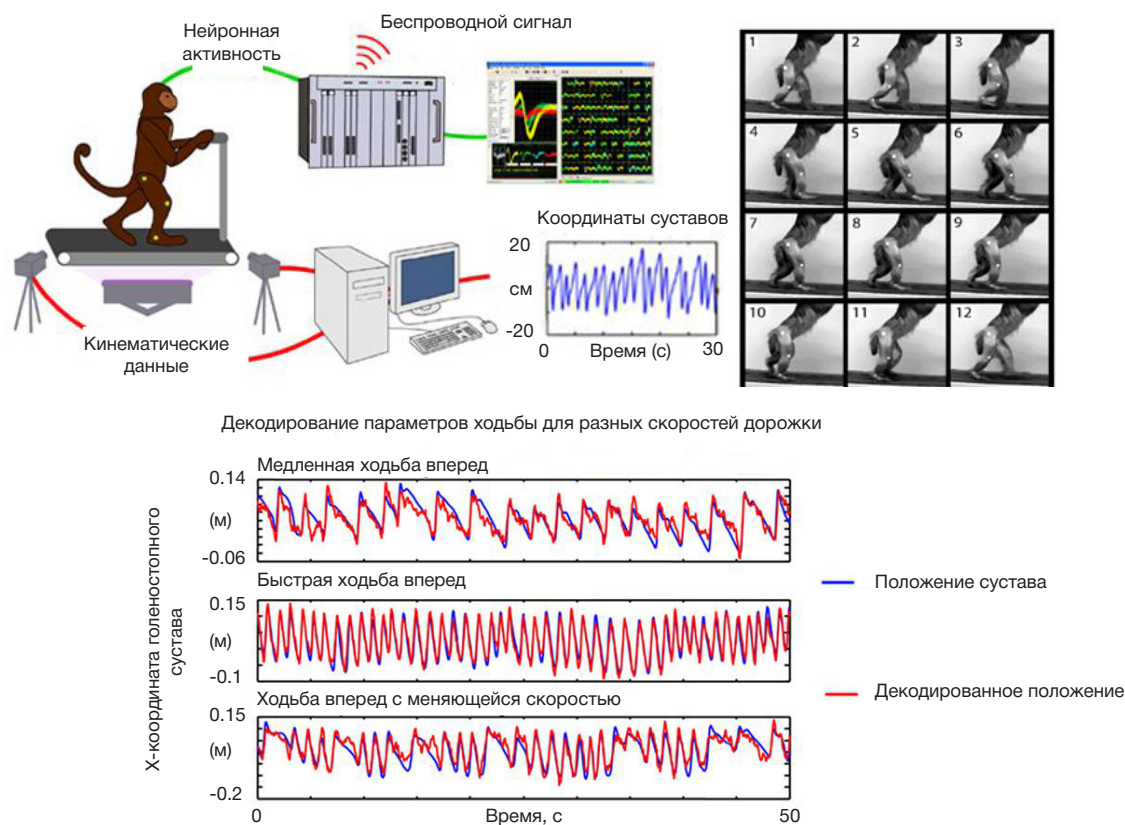 Беспроводной сигнал
Нейронная
активность
Кинематические
данные
Координаты суставов
20
см
-20
0
Время (с)
30
1
2
3
4
5
6
7
8
9
10
11
12
Декодирование параметров ходьбы для разных скоростей дорожки
X-координата голеностопного
сустава
Медленная ходьба вперед
0.14
(м)
-0.06
Быстрая ходьба вперед
0.15
(м)
-0.1
Ходьба вперед с меняющейся скоростью
0.15
(м)
-0.2
0
Время, с
50
Положение сустава
Декодированное положение